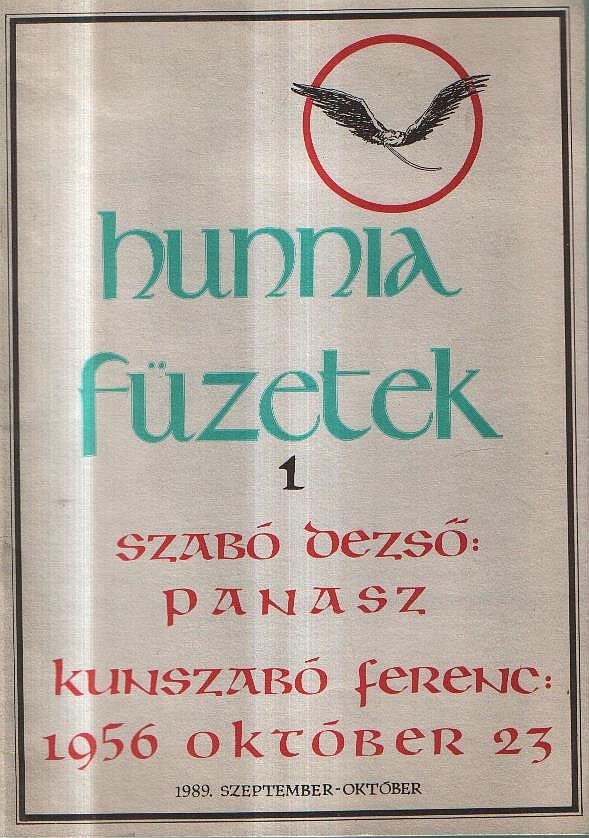 hunnia
füzetek
1
SZABÓ DEZSŐ:
PANASZ
KUNSZABÓ FERENC:
1956 OKTÓBER 23
1989. SZEPTEMBER-OKTÓBER